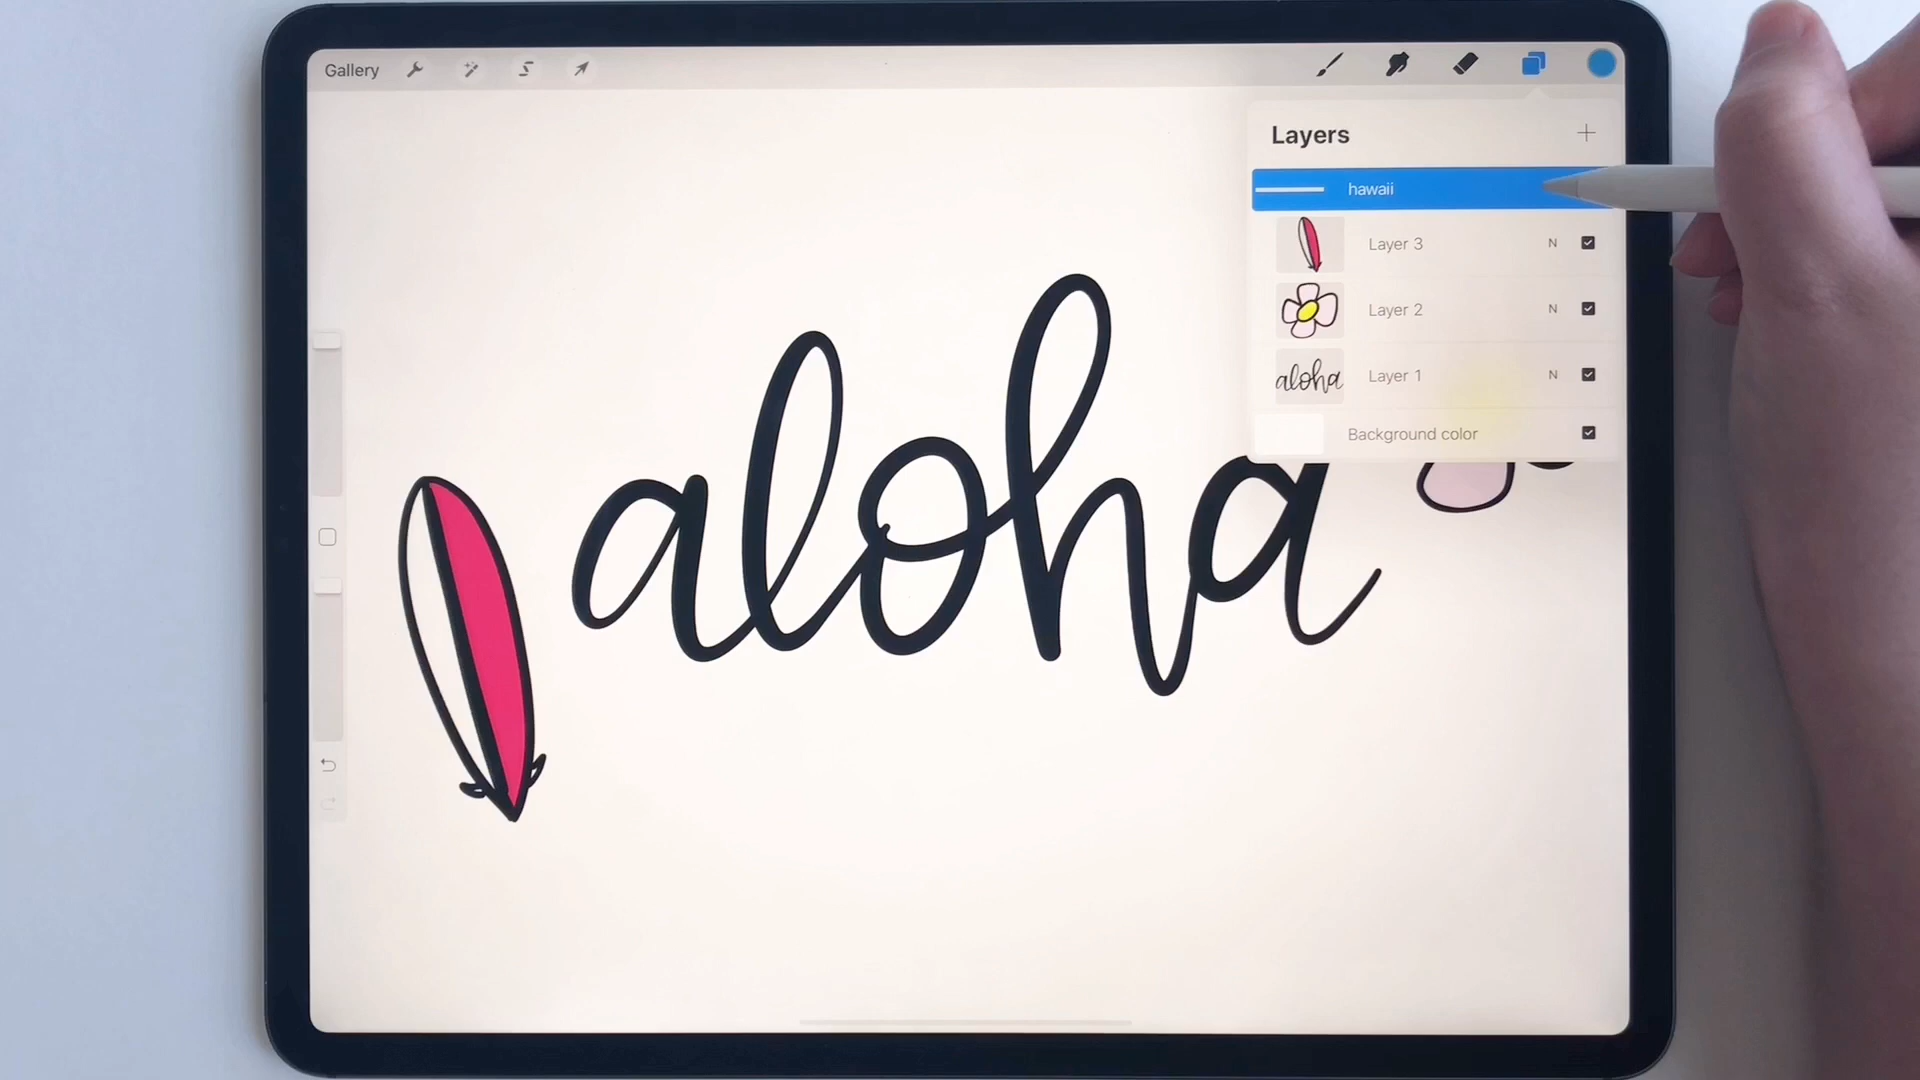 Gallery
Layers
hawaii
Layer 3 N
Layer 2 N
aloha Layer 1 N
Background color
aloha